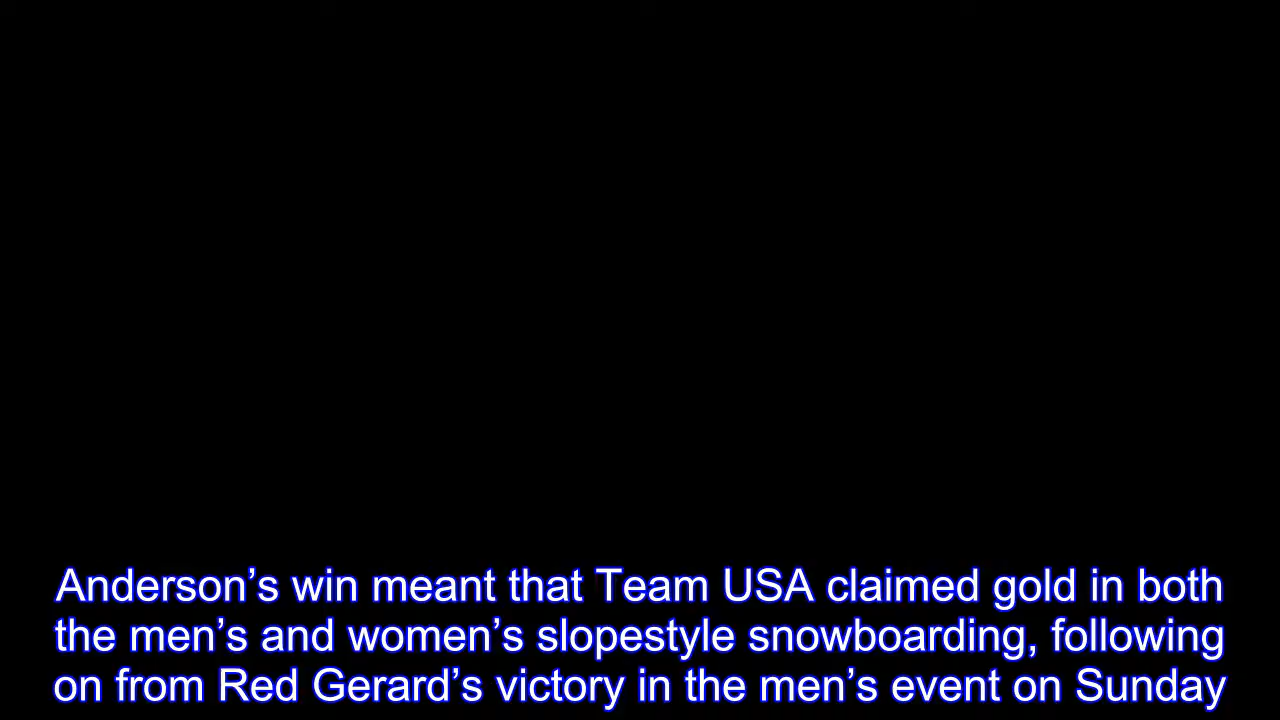 Anderson’s win meant that Team USA claimed gold in both
the men’s and women’s slopestyle snowboarding, following
on from Red Gerard’s victory in the men’s event on Sunday